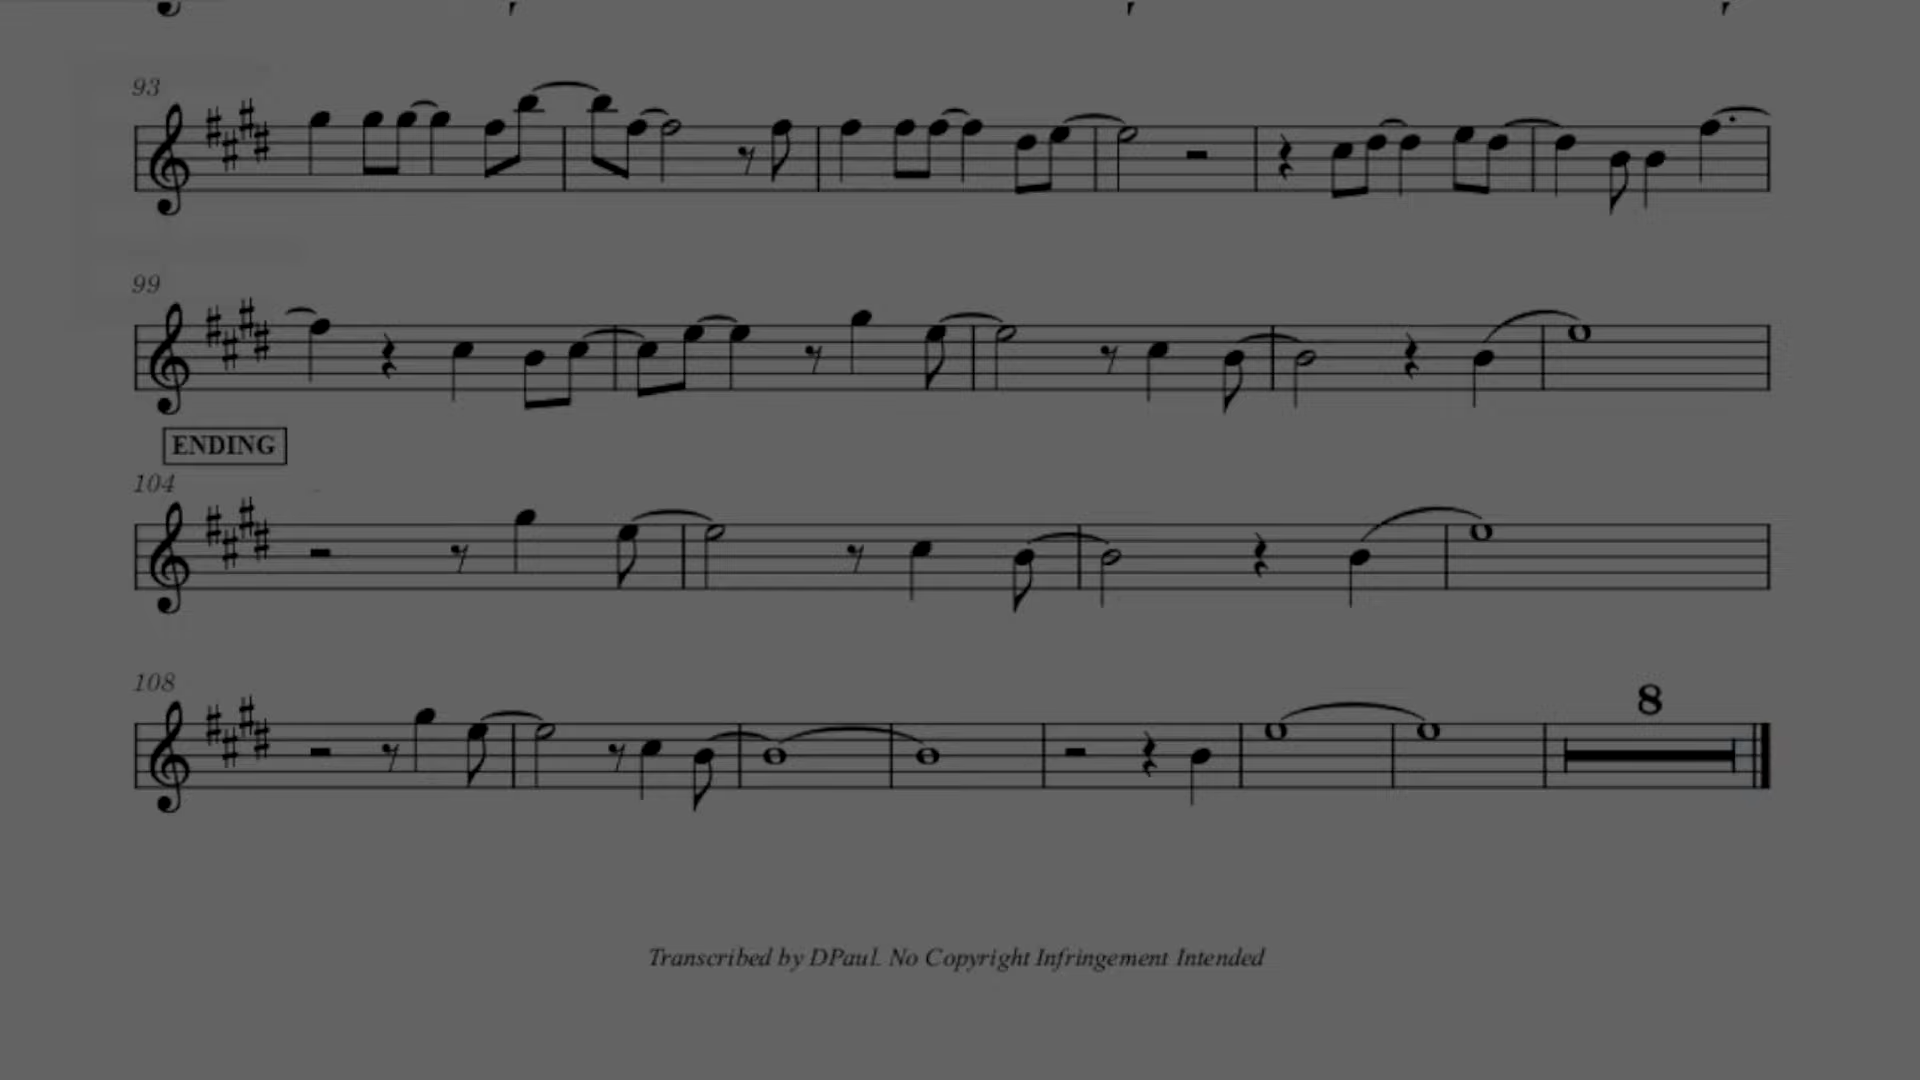 93
99
ENDING
104
108
8
Transcribed by DPaul. No Copyright Infringement Intended